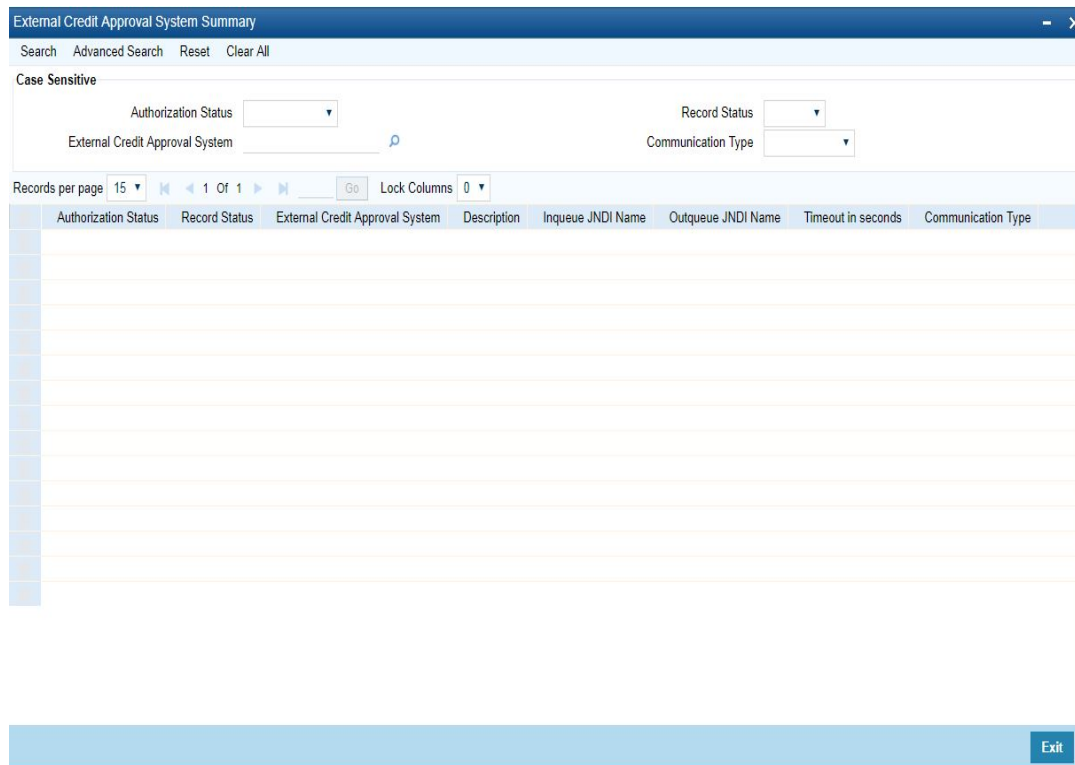 External Credit Approval System Summary
Search Advanced Search Reset Clear All
Case Sensitive
Authorization Status Record Status
External Credit Approval System Communication Type
Records per page 15 1 Of 1 Go Lock Columns 0
Authorization Status Record Status External Credit Approval System Description Inqueue JNDI Name Outqueue JNDI Name Timeout in seconds Communication Type
Exit